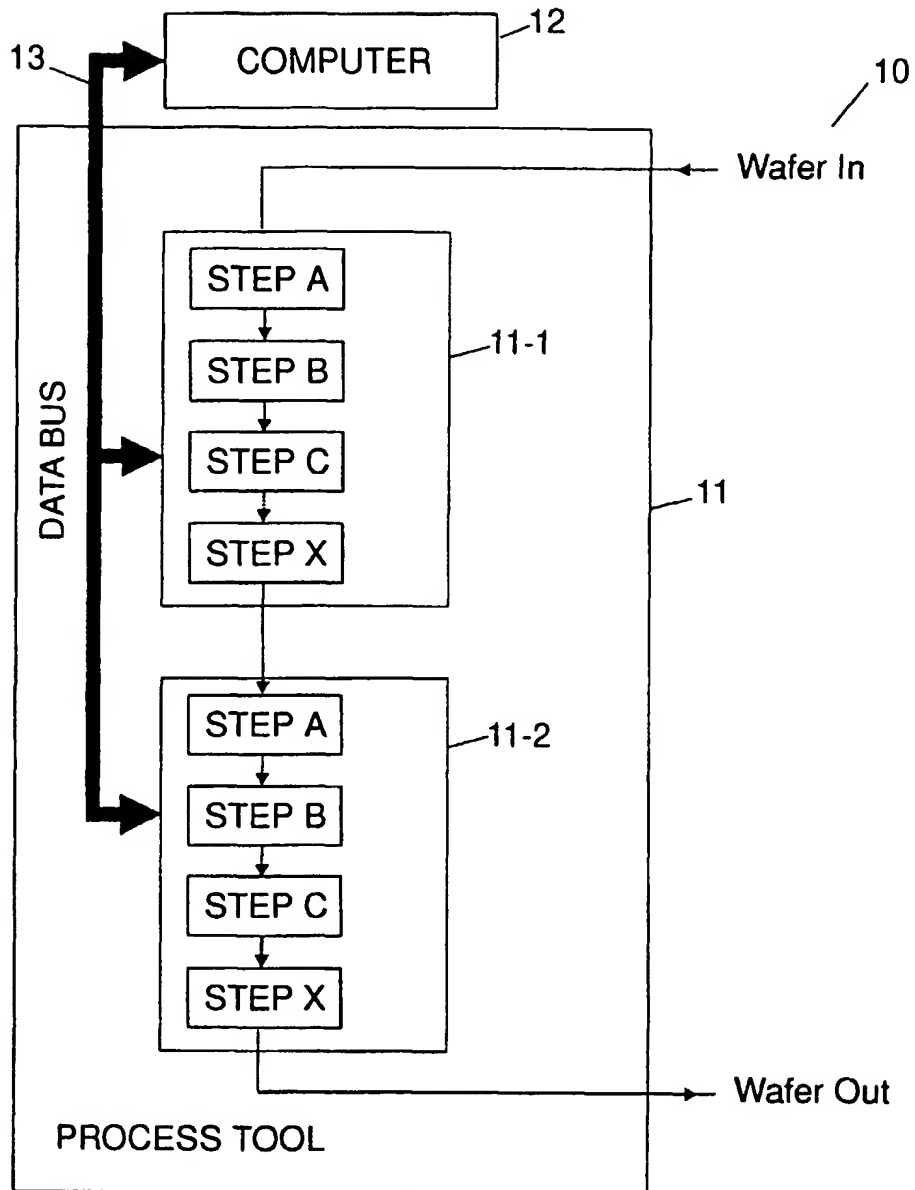 12
COMPUTER
13
10
Wafer In
STEP A
STEP B
11-1
STEP C
DATA BUS
11
STEP X
STEP A
11-2
STEP B
STEP C
STEP X
Wafer Out
PROCESS TOOL